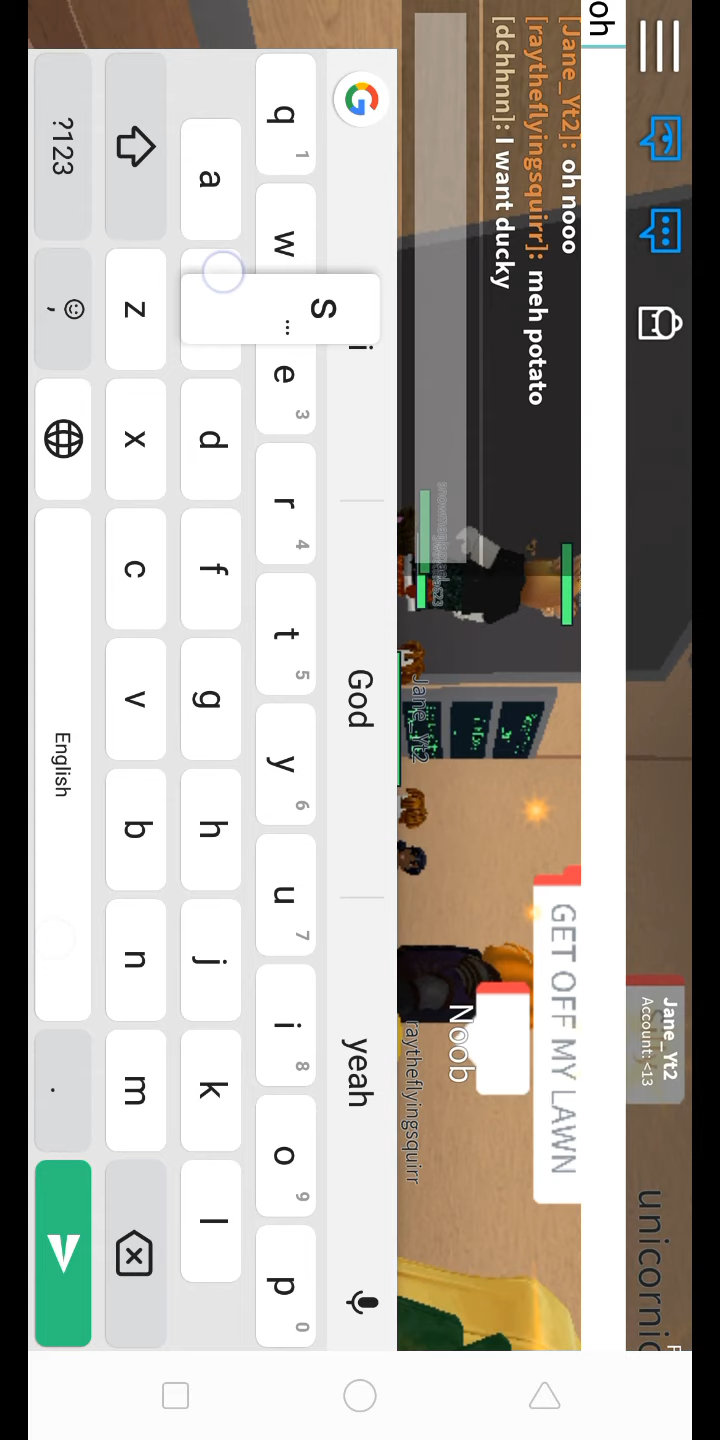 oh
[Jane_Yt2]: oh nooo
[raytheflyingsquirr]: meh potato
[dchhnn]: I want ducky
Jane_Yt2
Account: <13
unicornic
GET OFF MY LAWN
Noob
raytheflyingsquirr
Jane_Yt2
i God yeah
q 1 w e 3 r 4 t 5 y 6 u 7 i 8 o 9 p 0
a s ... d f g h j k l
z x c v b n m
?123 , English .